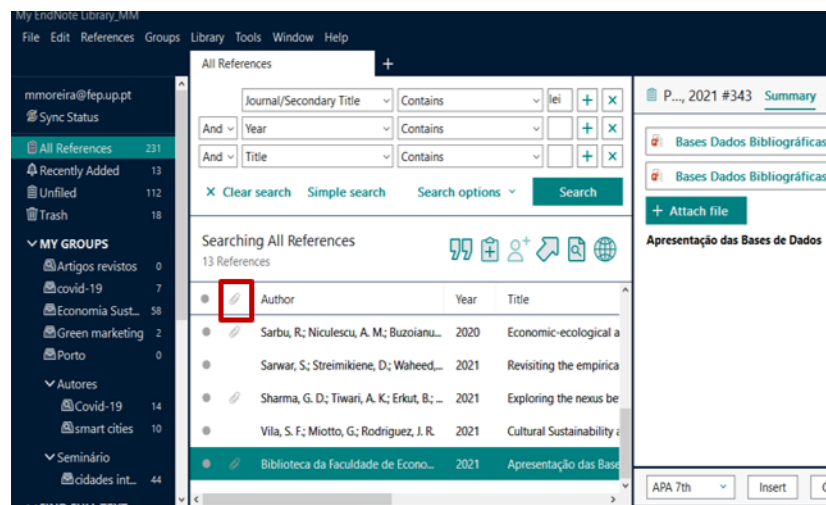 My EndNote Library_MM
File Edit References Groups Library Tools Window Help
All References +
mmoreira@fep.up.pt
Sync Status
All References 231
Recently Added 13
Unfiled 112
Trash 18
MY GROUPS
Artigos revistos 0
covid-19 7
Economia Sust... 58
Green marketing 2
Porto 0
Autores
Covid-19 14
smart cities 10
Seminário
cidades int... 44
Journal/Secondary Title Contains lei + x
And Year Contains + x
And Title Contains + x
× Clear search Simple search Search options Search
Searching All References
13 References
Author Year Title
Sarbu, R.; Niculescu, A. M.; Buzoianu... 2020 Economic-ecological a
Sarwar, S.; Streimikiene, D.; Waheed,... 2021 Revisiting the empirica
Sharma, G. D.; Tiwari, A. K.; Erkut, B.; ... 2021 Exploring the nexus be
Vila, S. F.; Miotto, G.; Rodriguez, J. R. 2021 Cultural Sustainability a
Biblioteca da Faculdade de Econo... 2021 Apresentação das Base
P..., 2021 #343 Summary
Bases Dados Bibliográficas
Bases Dados Bibliográficas
+ Attach file
Apresentação das Bases de Dados
APA 7th Insert